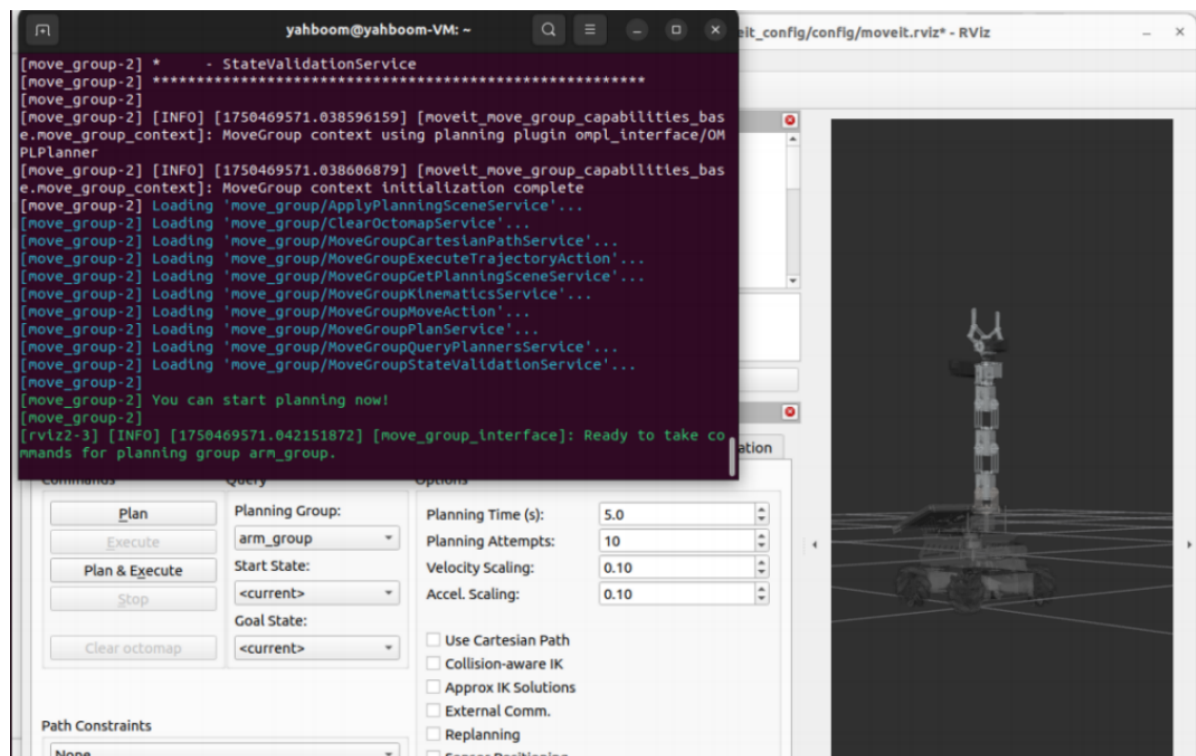 yahboom@yahboom-VM: ~
eit_config/config/moveit.rviz* - RViz
[move_group-2] *     - StateValidationService
[move_group-2] **********************************************************
[move_group-2]
[move_group-2] [INFO] [1750469571.038596159] [moveit_move_group_capabilities_bas
e.move_group_context]: MoveGroup context using planning plugin ompl_interface/OM
PLPlanner
[move_group-2] [INFO] [1750469571.038606879] [moveit_move_group_capabilities_bas
e.move_group_context]: MoveGroup context initialization complete
[move_group-2] Loading 'move_group/ApplyPlanningSceneService'...
[move_group-2] Loading 'move_group/ClearOctomapService'...
[move_group-2] Loading 'move_group/MoveGroupCartesianPathService'...
[move_group-2] Loading 'move_group/MoveGroupExecuteTrajectoryAction'...
[move_group-2] Loading 'move_group/MoveGroupGetPlanningSceneService'...
[move_group-2] Loading 'move_group/MoveGroupKinematicsService'...
[move_group-2] Loading 'move_group/MoveGroupMoveAction'...
[move_group-2] Loading 'move_group/MoveGroupPlanService'...
[move_group-2] Loading 'move_group/MoveGroupQueryPlannersService'...
[move_group-2] Loading 'move_group/MoveGroupStateValidationService'...
[move_group-2]
[move_group-2] You can start planning now!
[move_group-2]
[rviz2-3] [INFO] [1750469571.042151872] [move_group_interface]: Ready to take co
mmands for planning group arm_group.
ation
Commands
Query
Options
Plan
Execute
Plan & Execute
Stop
Clear octomap
Planning Group:
arm_group
Start State:
<current>
Goal State:
<current>
Planning Time (s): 5.0
Planning Attempts: 10
Velocity Scaling: 0.10
Accel. Scaling: 0.10
Use Cartesian Path
Collision-aware IK
Approx IK Solutions
External Comm.
Replanning
Sensor Positioning
Path Constraints
None